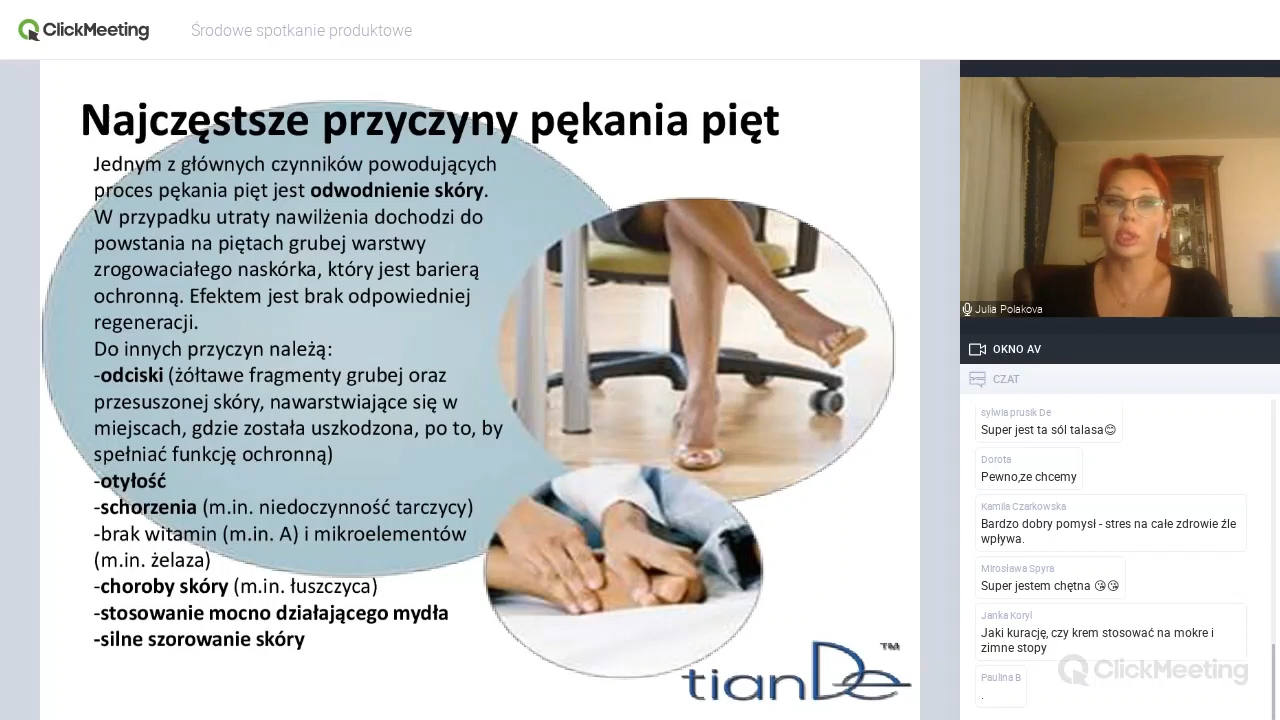 ClickMeeting
Środowe spotkanie produktowe
Najczęstsze przyczyny pękania pięt
Jednym z głównych czynników powodujących
proces pękania pięt jest odwodnienie skóry.
W przypadku utraty nawilżenia dochodzi do
powstania na piętach grubej warstwy
zrogowaciałego naskórka, który jest barierą
ochronną. Efektem jest brak odpowiedniej
regeneracji.
Do innych przyczyn należą:
-odciski (żółtawe fragmenty grubej oraz
przesuszonej skóry, nawarstwiające się w
miejscach, gdzie została uszkodzona, po to, by
spełniać funkcję ochronną)
-otyłość
-schorzenia (m.in. niedoczynność tarczycy)
-brak witamin (m.in. A) i mikroelementów
(m.in. żelaza)
-choroby skóry (m.in. łuszczyca)
-stosowanie mocno działającego mydła
-silne szorowanie skóry
tianDe™
Julia Polakova
OKNO AV
CZAT
sylwia prusik De
Super jest ta sól talasa😊
Dorota
Pewno,ze chcemy
Kamila Czarkowska
Bardzo dobry pomysł - stres na całe zdrowie źle
wpływa.
Mirosława Spyra
Super jestem chętna 😘😘
Janka Koryl
Jaki kurację, czy krem stosować na mokre i
zimne stopy
Paulina B
.
ClickMeeting